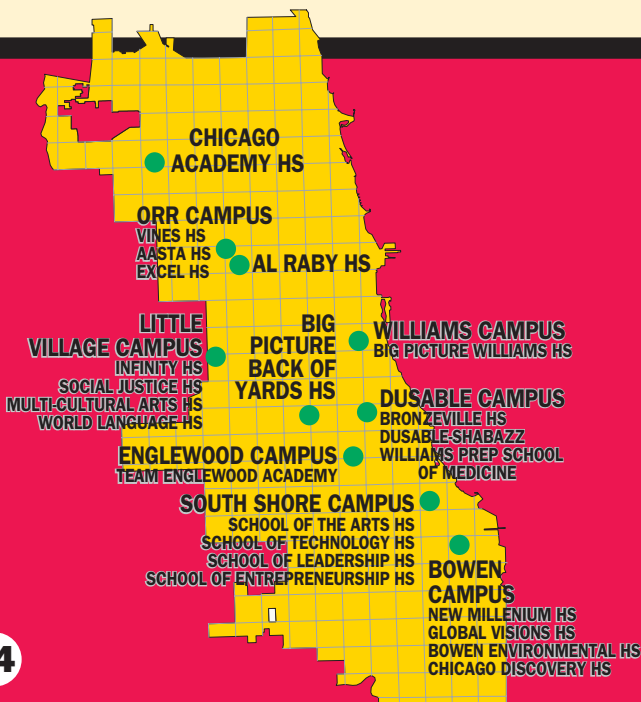 CHICAGO
ACADEMY HS
ORR CAMPUS
VINES HS
AASTA HS
EXCEL HS
AL RABY HS
LITTLE
VILLAGE CAMPUS
INFINITY HS
SOCIAL JUSTICE HS
MULTI-CULTURAL ARTS HS
WORLD LANGUAGE HS
BIG
PICTURE
BACK OF
YARDS HS
WILLIAMS CAMPUS
BIG PICTURE WILLIAMS HS
DUSABLE CAMPUS
BRONZEVILLE HS
DUSABLE-SHABAZZ
WILLIAMS PREP SCHOOL
OF MEDICINE
ENGLEWOOD CAMPUS
TEAM ENGLEWOOD ACADEMY
SOUTH SHORE CAMPUS
SCHOOL OF THE ARTS HS
SCHOOL OF TECHNOLOGY HS
SCHOOL OF LEADERSHIP HS
SCHOOL OF ENTREPRENEURSHIP HS
BOWEN
CAMPUS
NEW MILLENIUM HS
GLOBAL VISIONS HS
BOWEN ENVIRONMENTAL HS
CHICAGO DISCOVERY HS
4